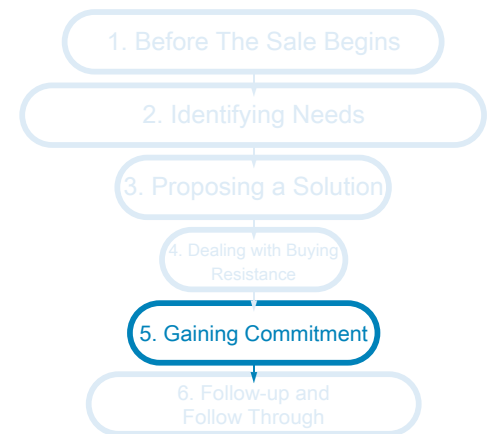 1. Before The Sale Begins
2. Identifying Needs
3. Proposing a Solution
4. Dealing with Buying
Resistance
5. Gaining Commitment
6. Follow-up and
Follow Through